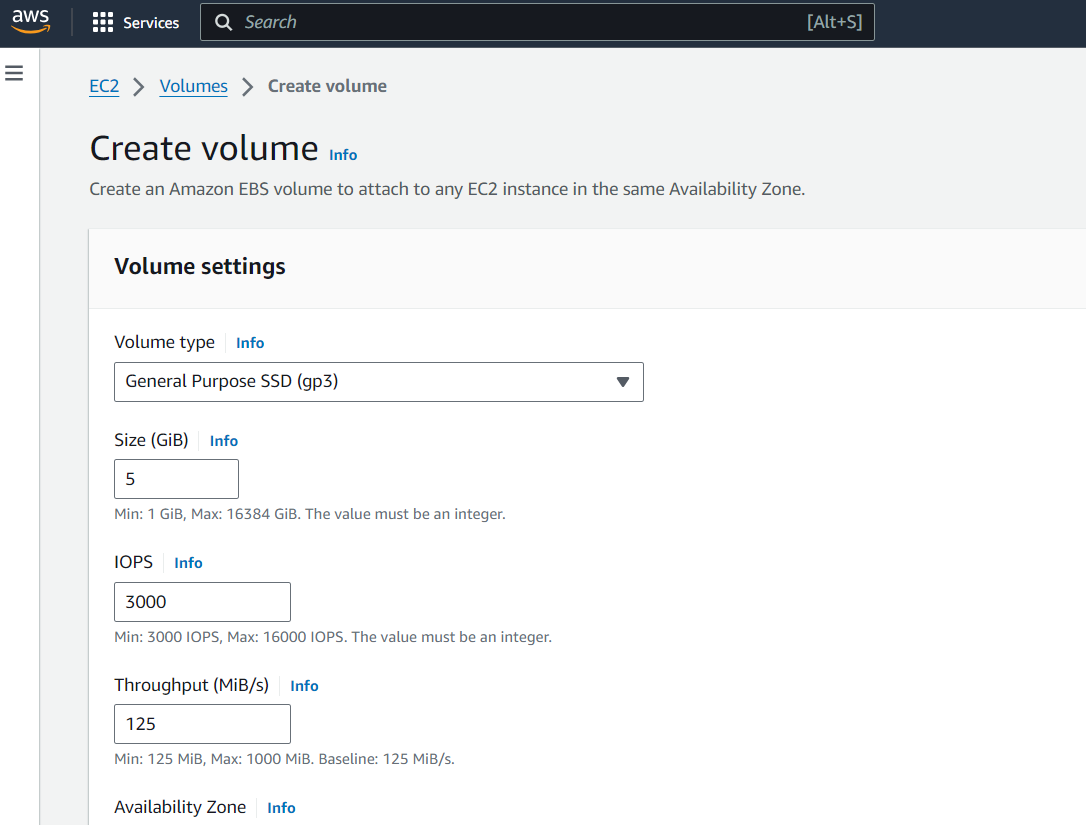 aws Services Search [Alt+S]
EC2 Volumes Create volume
Create volume Info
Create an Amazon EBS volume to attach to any EC2 instance in the same Availability Zone.
Volume settings
Volume type Info
General Purpose SSD (gp3)
Size (GiB) Info
5
Min: 1 GiB, Max: 16384 GiB. The value must be an integer.
IOPS Info
3000
Min: 3000 IOPS, Max: 16000 IOPS. The value must be an integer.
Throughput (MiB/s) Info
125
Min: 125 MiB, Max: 1000 MiB. Baseline: 125 MiB/s.
Availability Zone Info